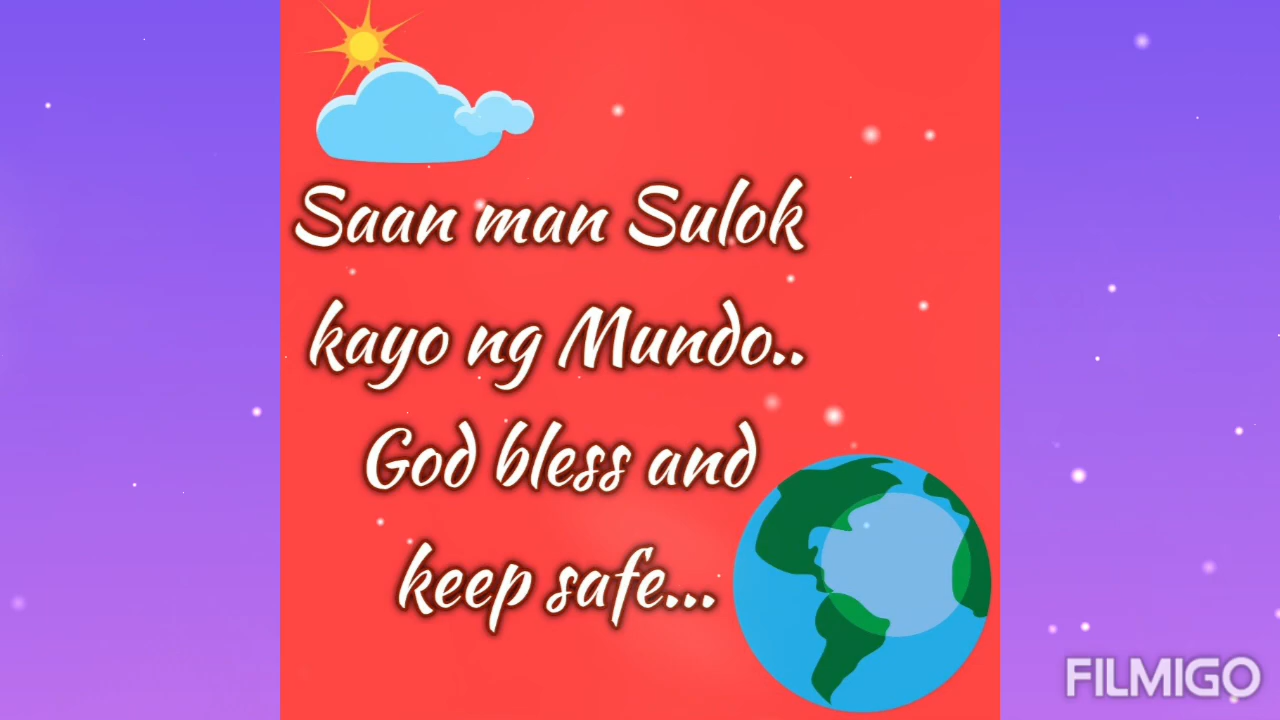 Saan man Sulok
kayo ng Mundo..
God bless and
keep safe...
FILMIGO